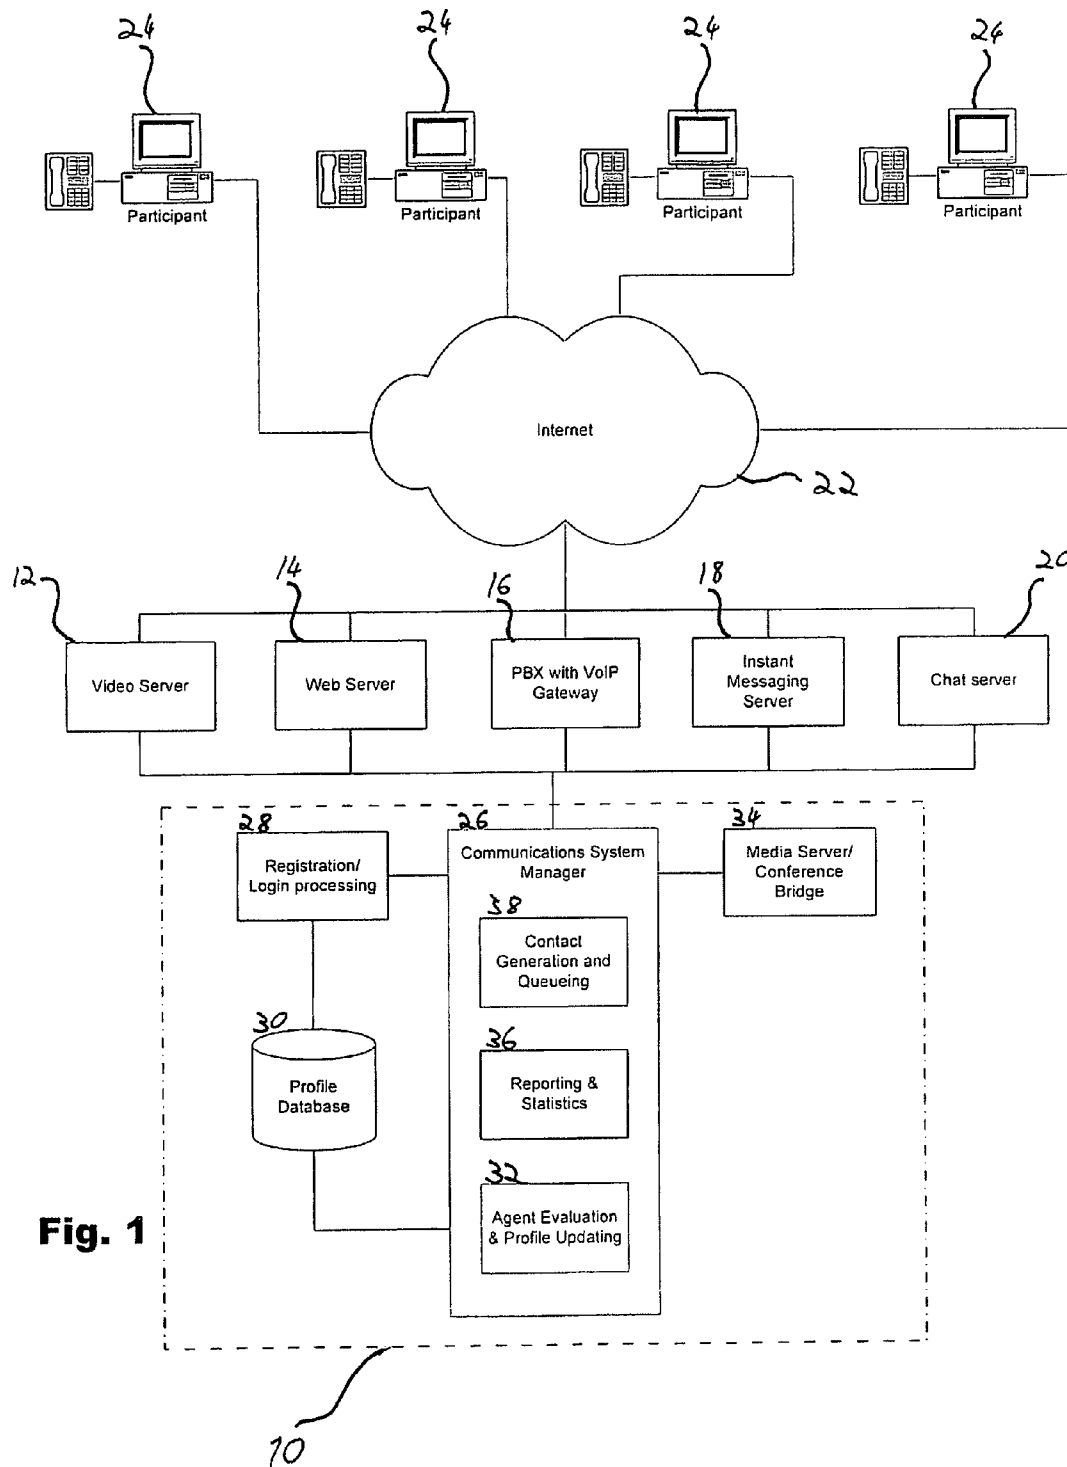 24
24
24
24
Participant
Participant
Participant
Participant
Internet
22
12
14
16
18
20
Video Server
Web Server
PBX with VoIP
Gateway
Instant
Messaging
Server
Chat server
28
Registration/
Login processing
26
Communications System
Manager
34
Media Server/
Conference
Bridge
38
Contact
Generation and
Queueing
30
Profile
Database
36
Reporting &
Statistics
32
Agent Evaluation
& Profile Updating
Fig. 1
10